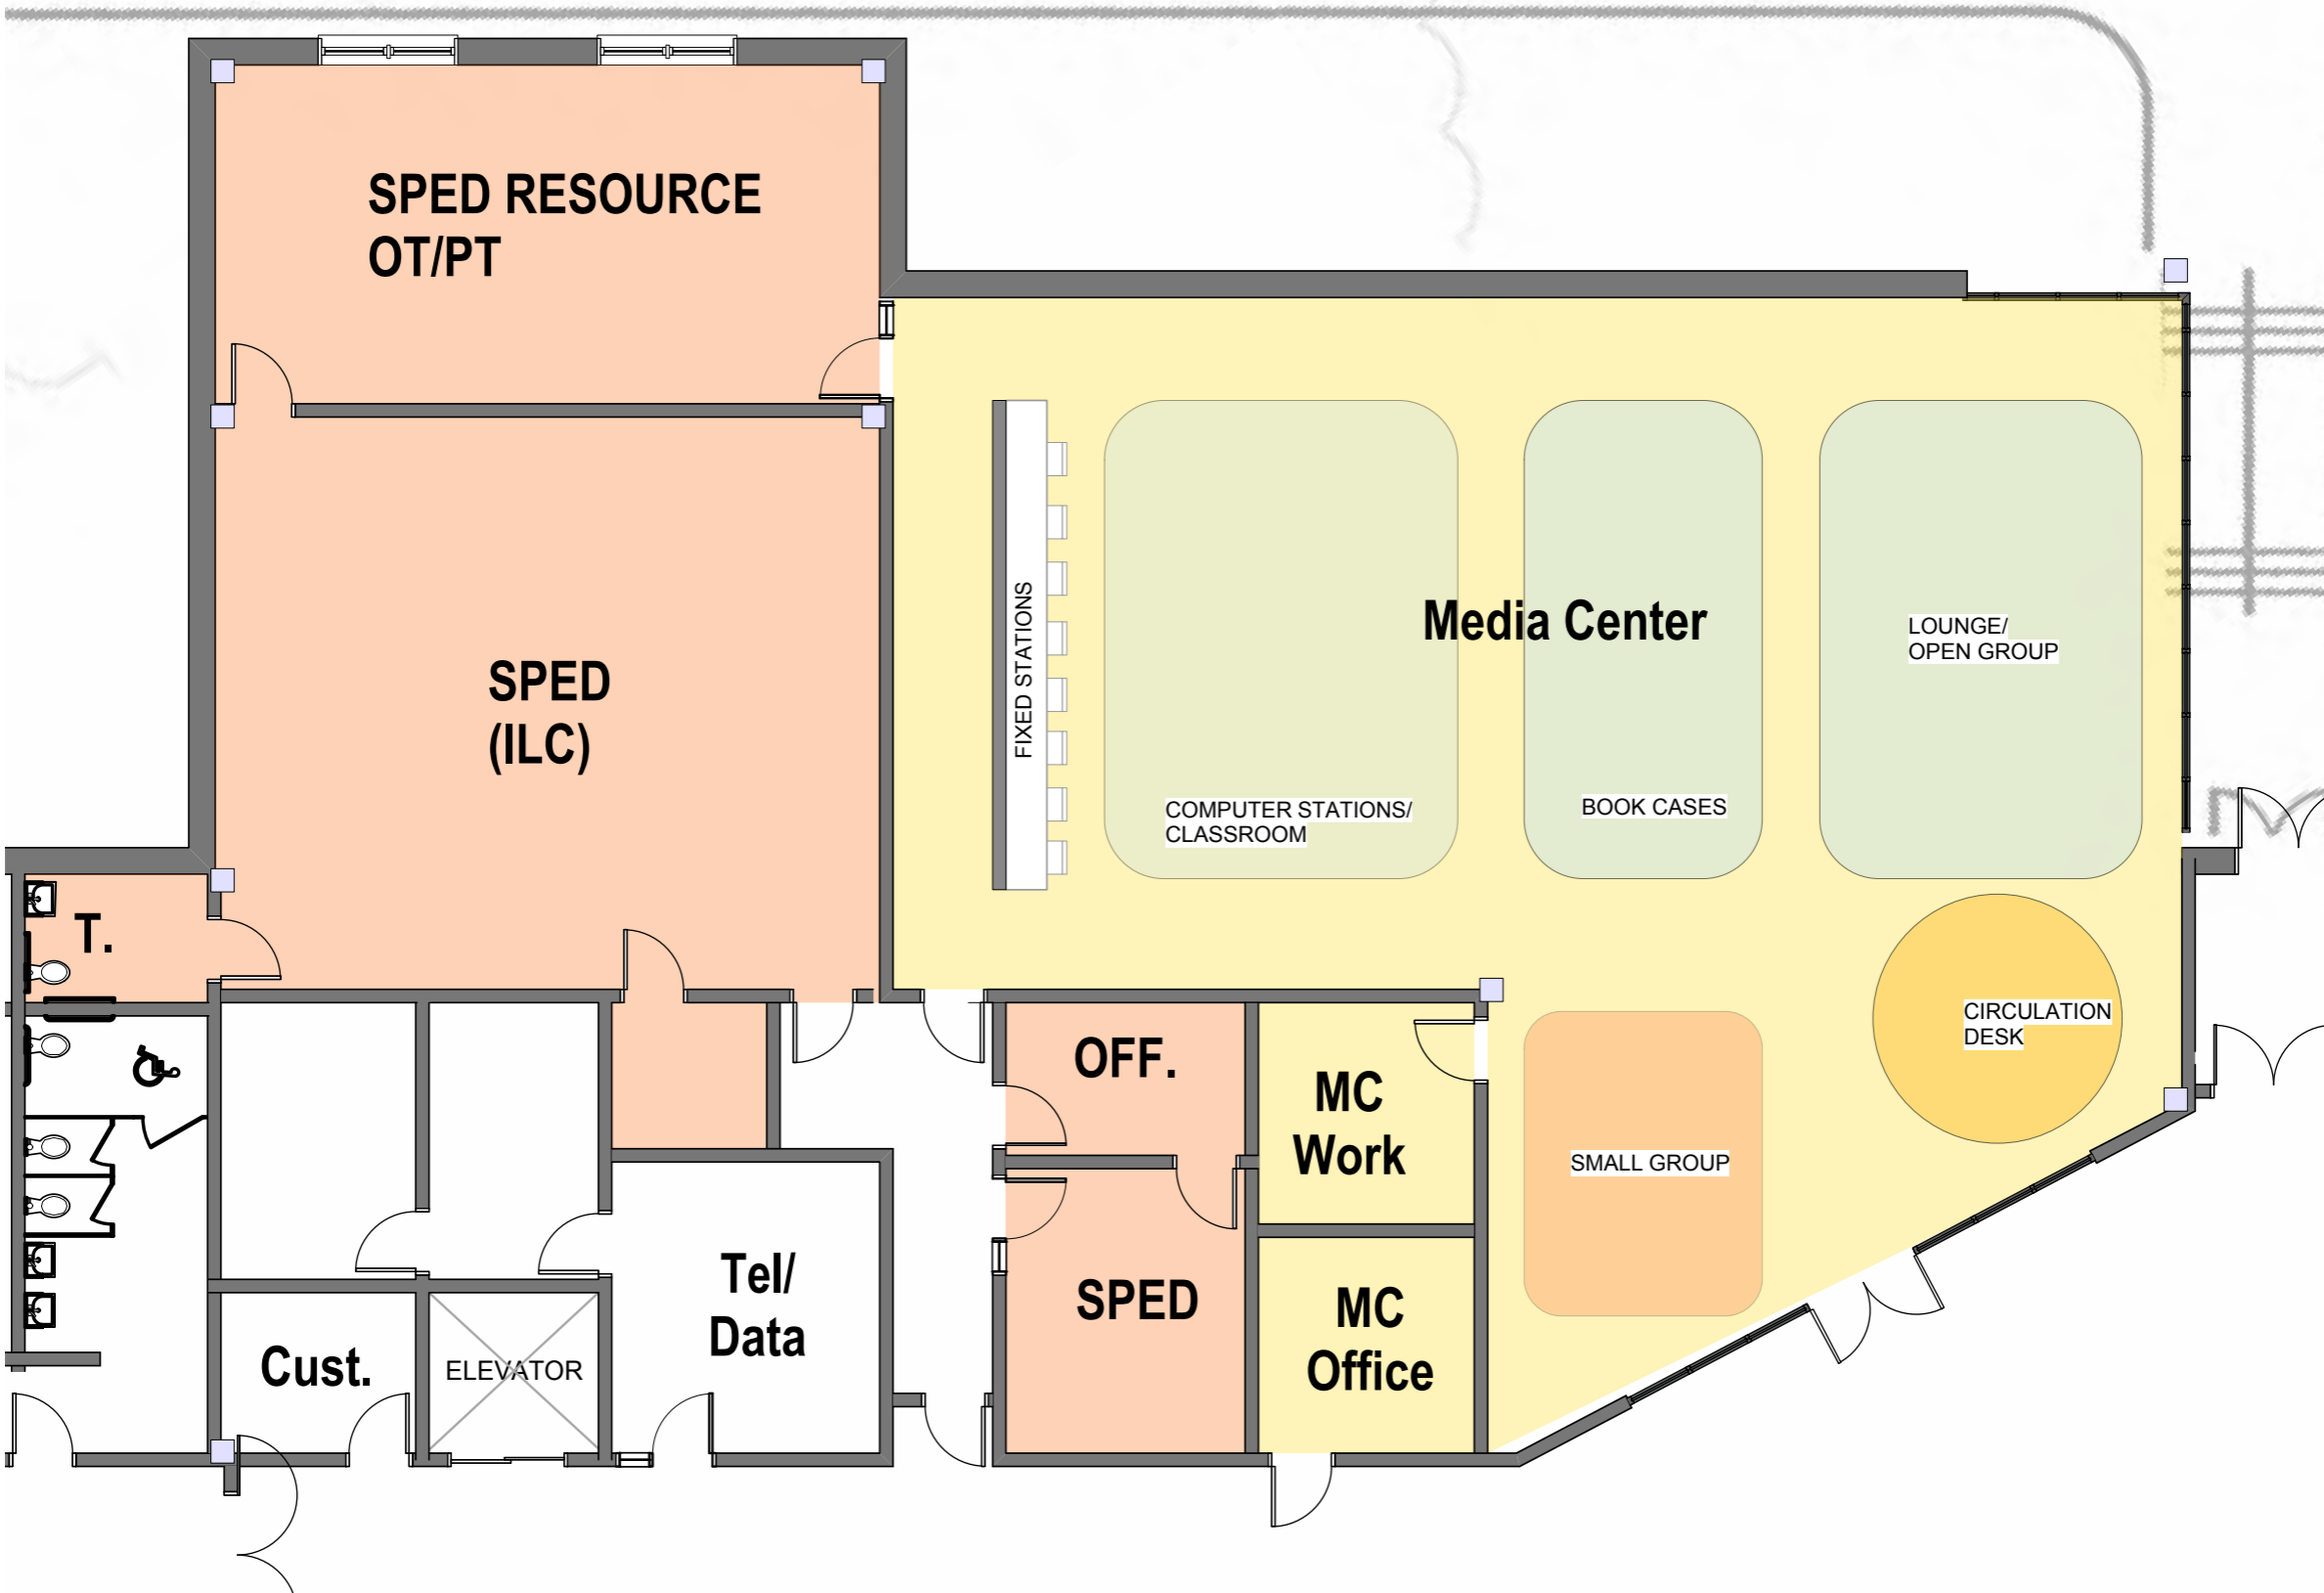 SPED RESOURCE
OT/PT
SPED
(ILC)
FIXED STATIONS
Media Center
LOUNGE/
OPEN GROUP
COMPUTER STATIONS/
CLASSROOM
BOOK CASES
T.
CIRCULATION
DESK
OFF.
MC
Work
SMALL GROUP
Tel/
Data
SPED
MC
Office
Cust.
ELEVATOR